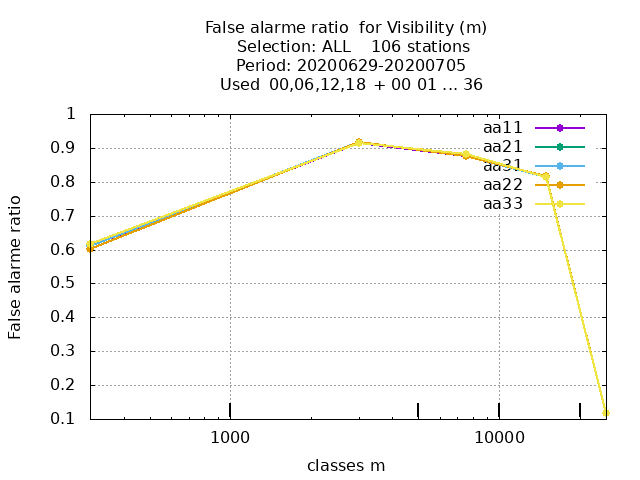 False alarme ratio  for Visibility (m)
Selection: ALL    106 stations
Period: 20200629-20200705
Used  00,06,12,18  + 00 01 ... 36
aa11
aa21
aa31
aa22
aa33
1
0.9
0.8
0.7
0.6
0.5
0.4
0.3
0.2
0.1
False alarme ratio
1000
10000
classes m